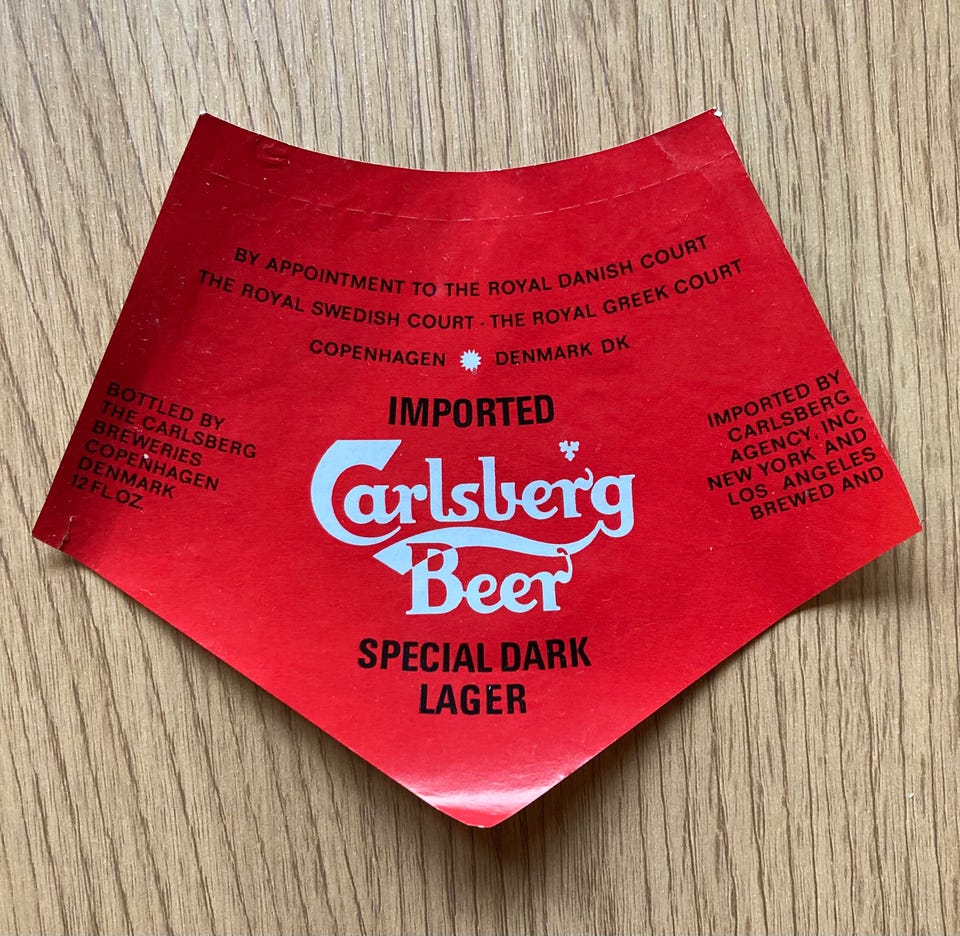 BY APPOINTMENT TO THE ROYAL DANISH COURT
THE ROYAL SWEDISH COURT · THE ROYAL GREEK COURT
COPENHAGEN DENMARK DK
IMPORTED
Carlsberg
Beer
SPECIAL DARK
LAGER
BOTTLED BY
THE CARLSBERG
BREWERIES
COPENHAGEN
DENMARK
12 FL.OZ.
IMPORTED BY
CARLSBERG
AGENCY, INC.
NEW YORK AND
LOS ANGELES
BREWED AND